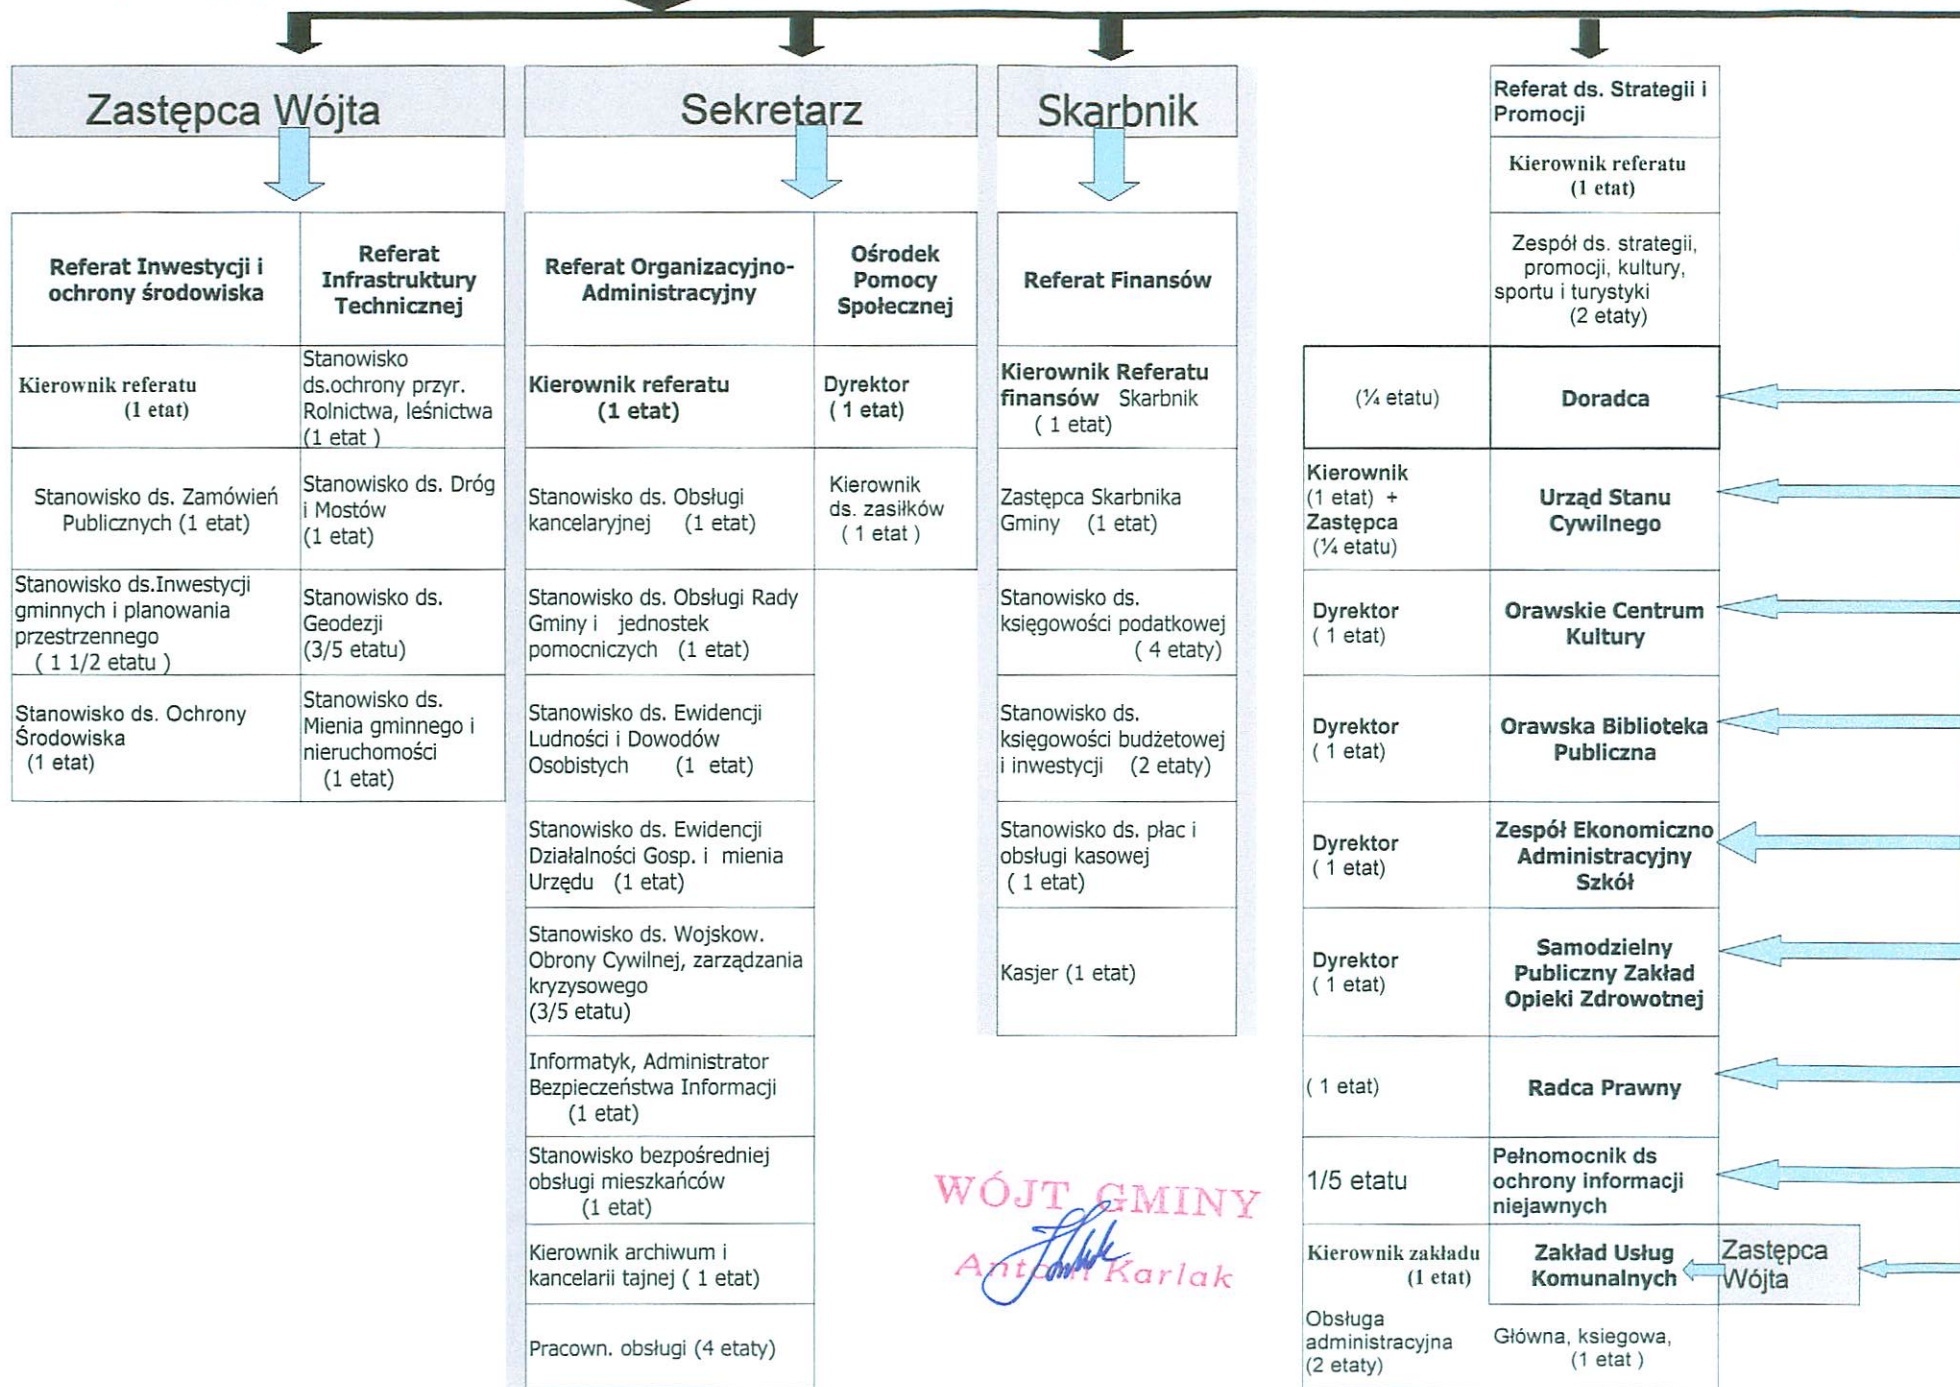 Zastępca Wójta
Sekretarz
Skarbnik
Referat ds. Strategii i
Promocji
Kierownik referatu
(1 etat)
Zespół ds. strategii,
promocji, kultury,
sportu i turystyki
(2 etaty)
Referat Inwestycji i
ochrony środowiska
Referat
Infrastruktury
Technicznej
Referat Organizacyjno-
Administracyjny
Ośrodek
Pomocy
Społecznej
Referat Finansów
Kierownik referatu
(1 etat)
Stanowisko
ds.ochrony przyr.
Rolnictwa, leśnictwa
(1 etat )
Kierownik referatu
(1 etat)
Dyrektor
( 1 etat)
Kierownik Referatu
finansów Skarbnik
( 1 etat)
(¼ etatu)
Doradca
Stanowisko ds. Zamówień
Publicznych (1 etat)
Stanowisko ds. Dróg
i Mostów
(1 etat)
Stanowisko ds. Obsługi
kancelaryjnej (1 etat)
Kierownik
ds. zasiłków
( 1 etat )
Zastępca Skarbnika
Gminy (1 etat)
Kierownik
(1 etat) +
Zastępca
(¼ etatu)
Urząd Stanu
Cywilnego
Stanowisko ds.Inwestycji
gminnych i planowania
przestrzennego
( 1 1/2 etatu )
Stanowisko ds.
Geodezji
(3/5 etatu)
Stanowisko ds. Obsługi Rady
Gminy i jednostek
pomocniczych (1 etat)
Stanowisko ds.
księgowości podatkowej
( 4 etaty)
Dyrektor
( 1 etat)
Orawskie Centrum
Kultury
Stanowisko ds. Ochrony
Środowiska
(1 etat)
Stanowisko ds.
Mienia gminnego i
nieruchomości
(1 etat)
Stanowisko ds. Ewidencji
Ludności i Dowodów
Osobistych (1 etat)
Stanowisko ds.
księgowości budżetowej
i inwestycji (2 etaty)
Dyrektor
( 1 etat)
Orawska Biblioteka
Publiczna
Stanowisko ds. Ewidencji
Działalności Gosp. i mienia
Urzędu (1 etat)
Stanowisko ds. płac i
obsługi kasowej
( 1 etat)
Dyrektor
( 1 etat)
Zespół Ekonomiczno
Administracyjny
Szkół
Stanowisko ds. Wojskow.
Obrony Cywilnej, zarządzania
kryzysowego
(3/5 etatu)
Kasjer (1 etat)
Dyrektor
( 1 etat)
Samodzielny
Publiczny Zakład
Opieki Zdrowotnej
Informatyk, Administrator
Bezpieczeństwa Informacji
(1 etat)
( 1 etat)
Radca Prawny
Stanowisko bezpośredniej
obsługi mieszkańców
(1 etat)
WÓJT GMINY
Antoni Karlak
1/5 etatu
Pełnomocnik ds
ochrony informacji
niejawnych
Kierownik archiwum i
kancelarii tajnej ( 1 etat)
Kierownik zakładu
(1 etat)
Zakład Usług
Komunalnych
Zastępca
Wójta
Pracown. obsługi (4 etaty)
Obsługa
administracyjna
(2 etaty)
Główna, ksiegowa,
(1 etat )